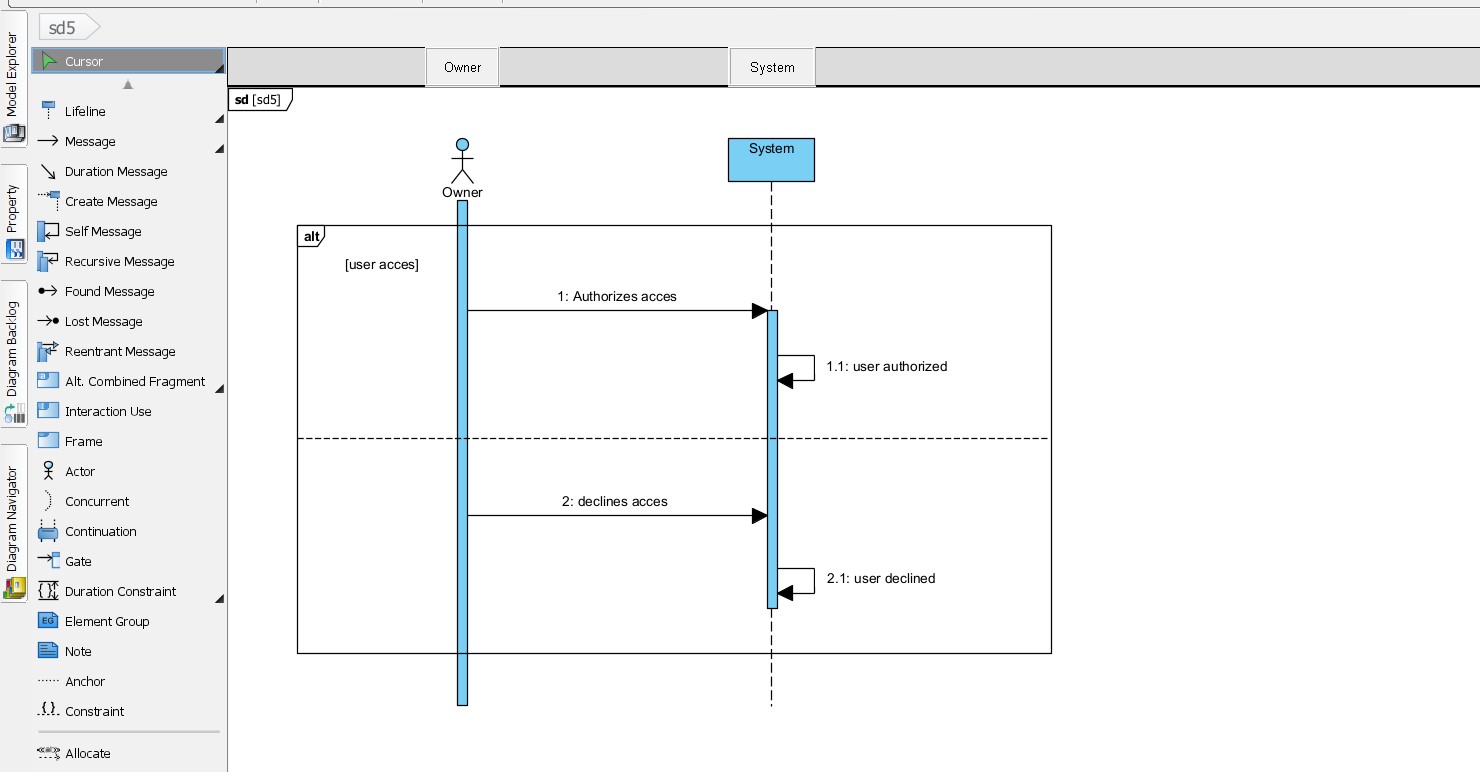 sd5
Model Explorer
Property
Diagram Backlog
Diagram Navigator
Cursor
Lifeline
Message
Duration Message
Create Message
Self Message
Recursive Message
Found Message
Lost Message
Reentrant Message
Alt. Combined Fragment
Interaction Use
Frame
Actor
Concurrent
Continuation
Gate
Duration Constraint
EG Element Group
Note
Anchor
{} Constraint
Allocate
Owner
System
sd [sd5]
System
Owner
alt
[user acces]
1: Authorizes acces
1.1: user authorized
2: declines acces
2.1: user declined